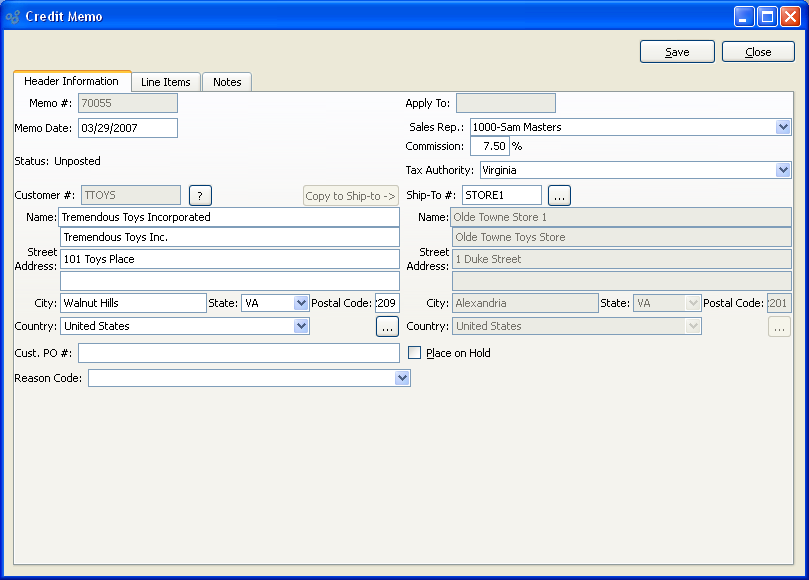 Credit Memo
Save Close
Header Information Line Items Notes
Memo #: 70055 Apply To:
Memo Date: 03/29/2007 Sales Rep.: 1000-Sam Masters
Commission: 7.50 %
Status: Unposted
Tax Authority: Virginia
Customer #: TTOYS ? Copy to Ship-to -> Ship-To #: STORE1 ...
Name: Tremendous Toys Incorporated Name: Olde Towne Store 1
Tremendous Toys Inc. Olde Towne Toys Store
Street Address: 101 Toys Place Street Address: 1 Duke Street
City: Walnut Hills State: VA Postal Code: 209 City: Alexandria State: VA Postal Code: 201
Country: United States ... Country: United States ...
Cust. PO #: Place on Hold
Reason Code: